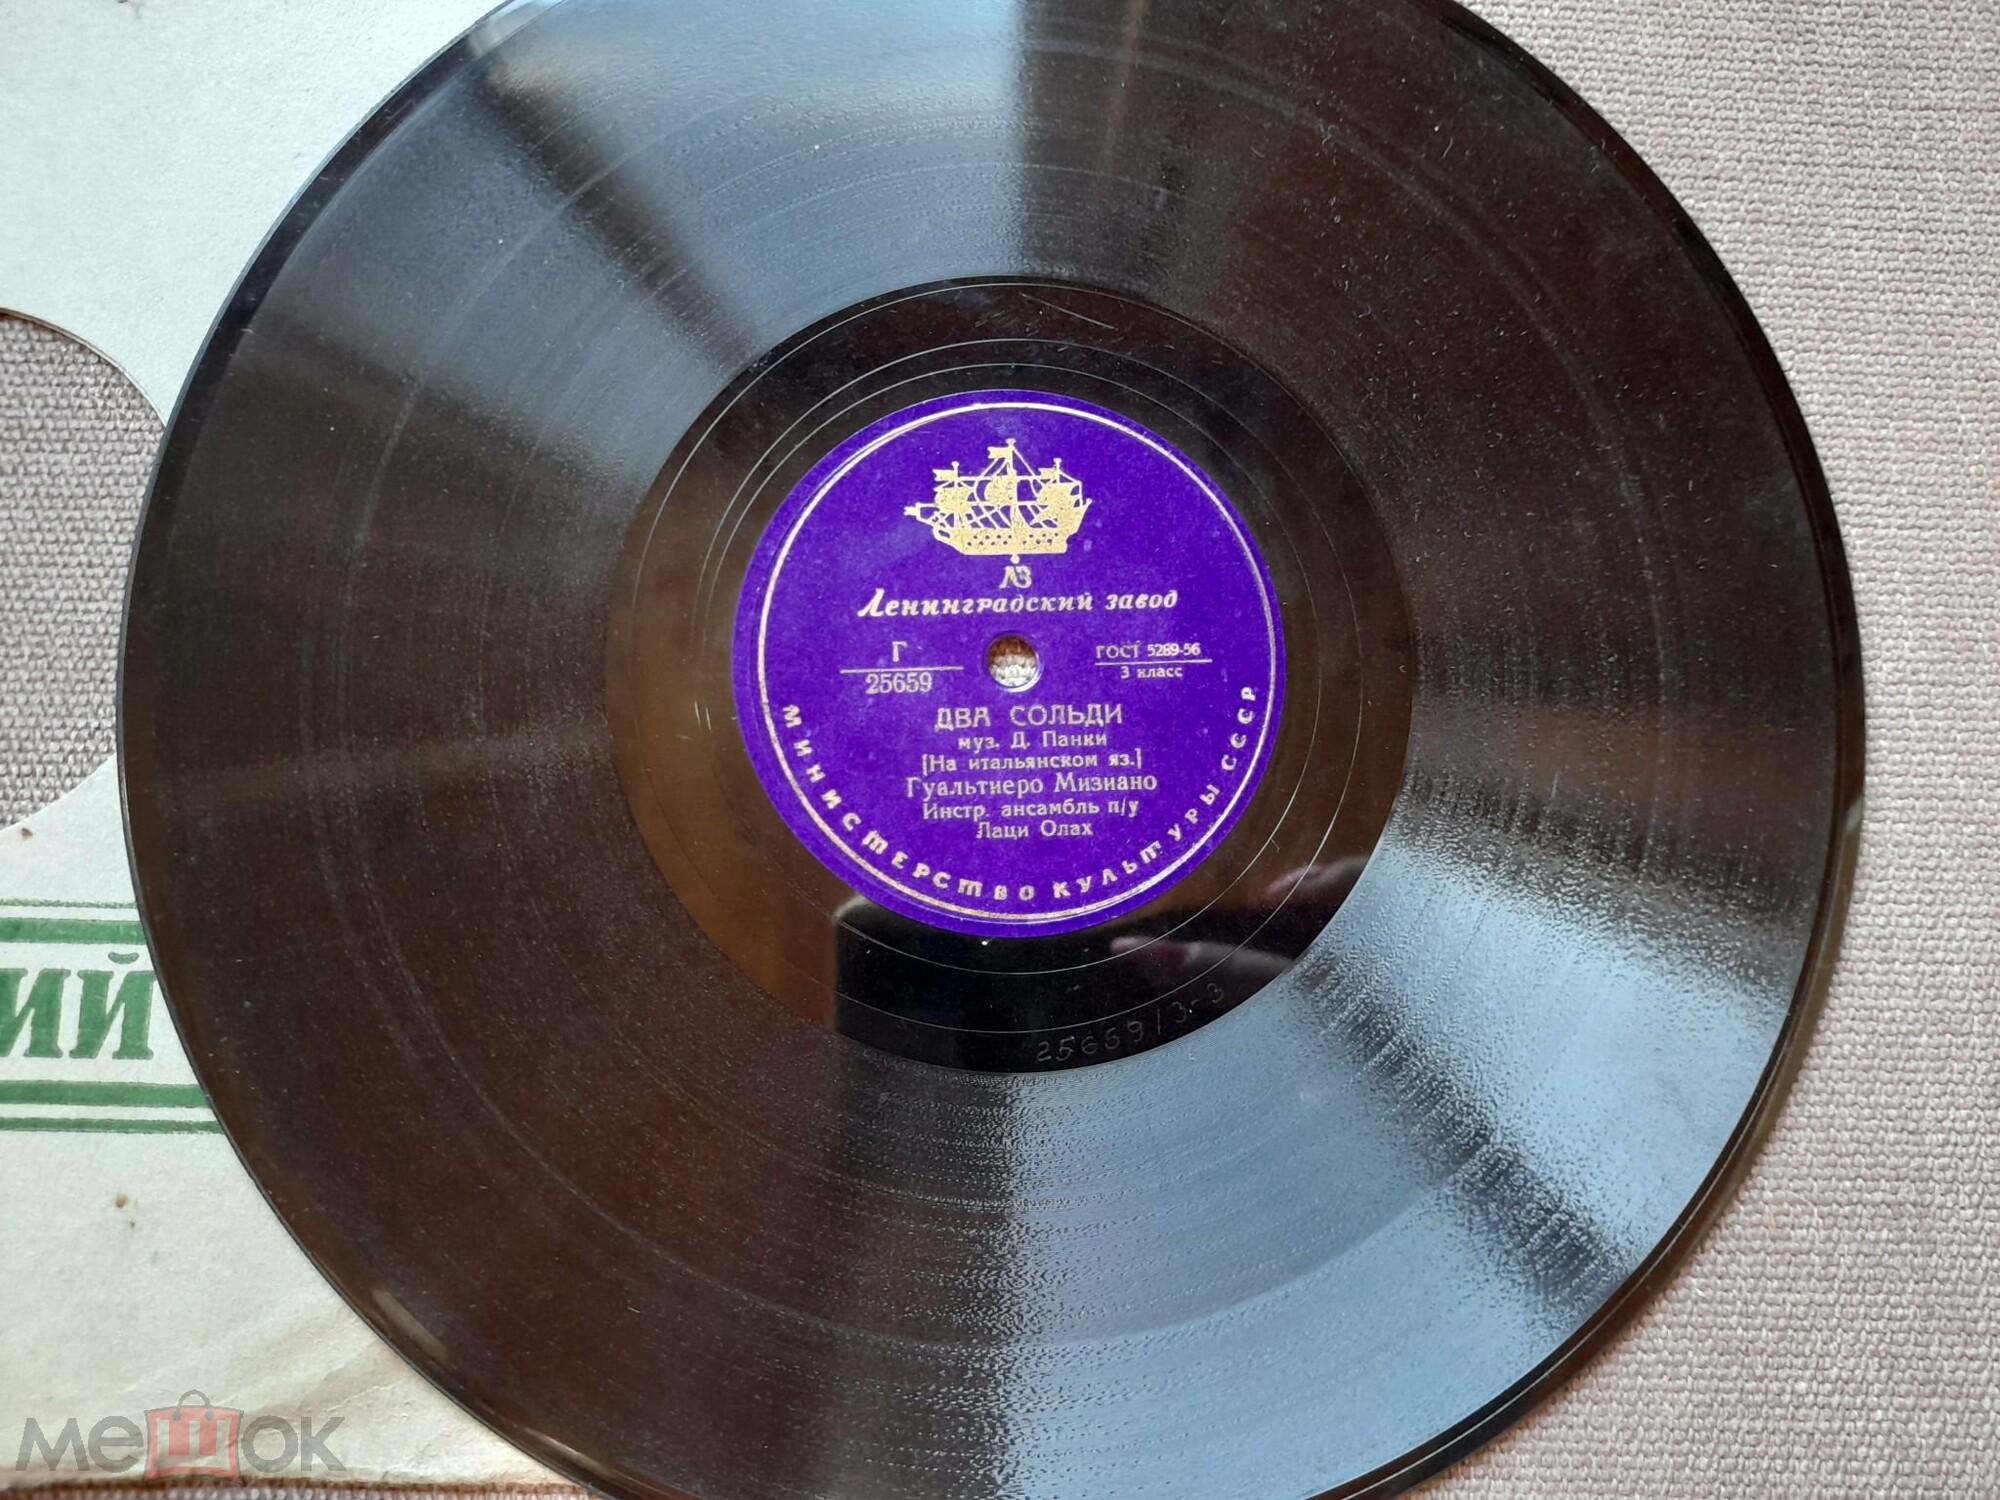 ЛЗ
Ленинградский завод
Г
25659
ГОСТ 5289-56
3 класс
ДВА СОЛЬДИ
муз. Д. Панки
[На итальянском яз.]
Гуальтиеро Мизиано
Инстр. ансамбль п/у
Лаци Олах
МИНИСТЕРСТВО КУЛЬТУРЫ СССР
25659/3-3
ИЙ
мешок